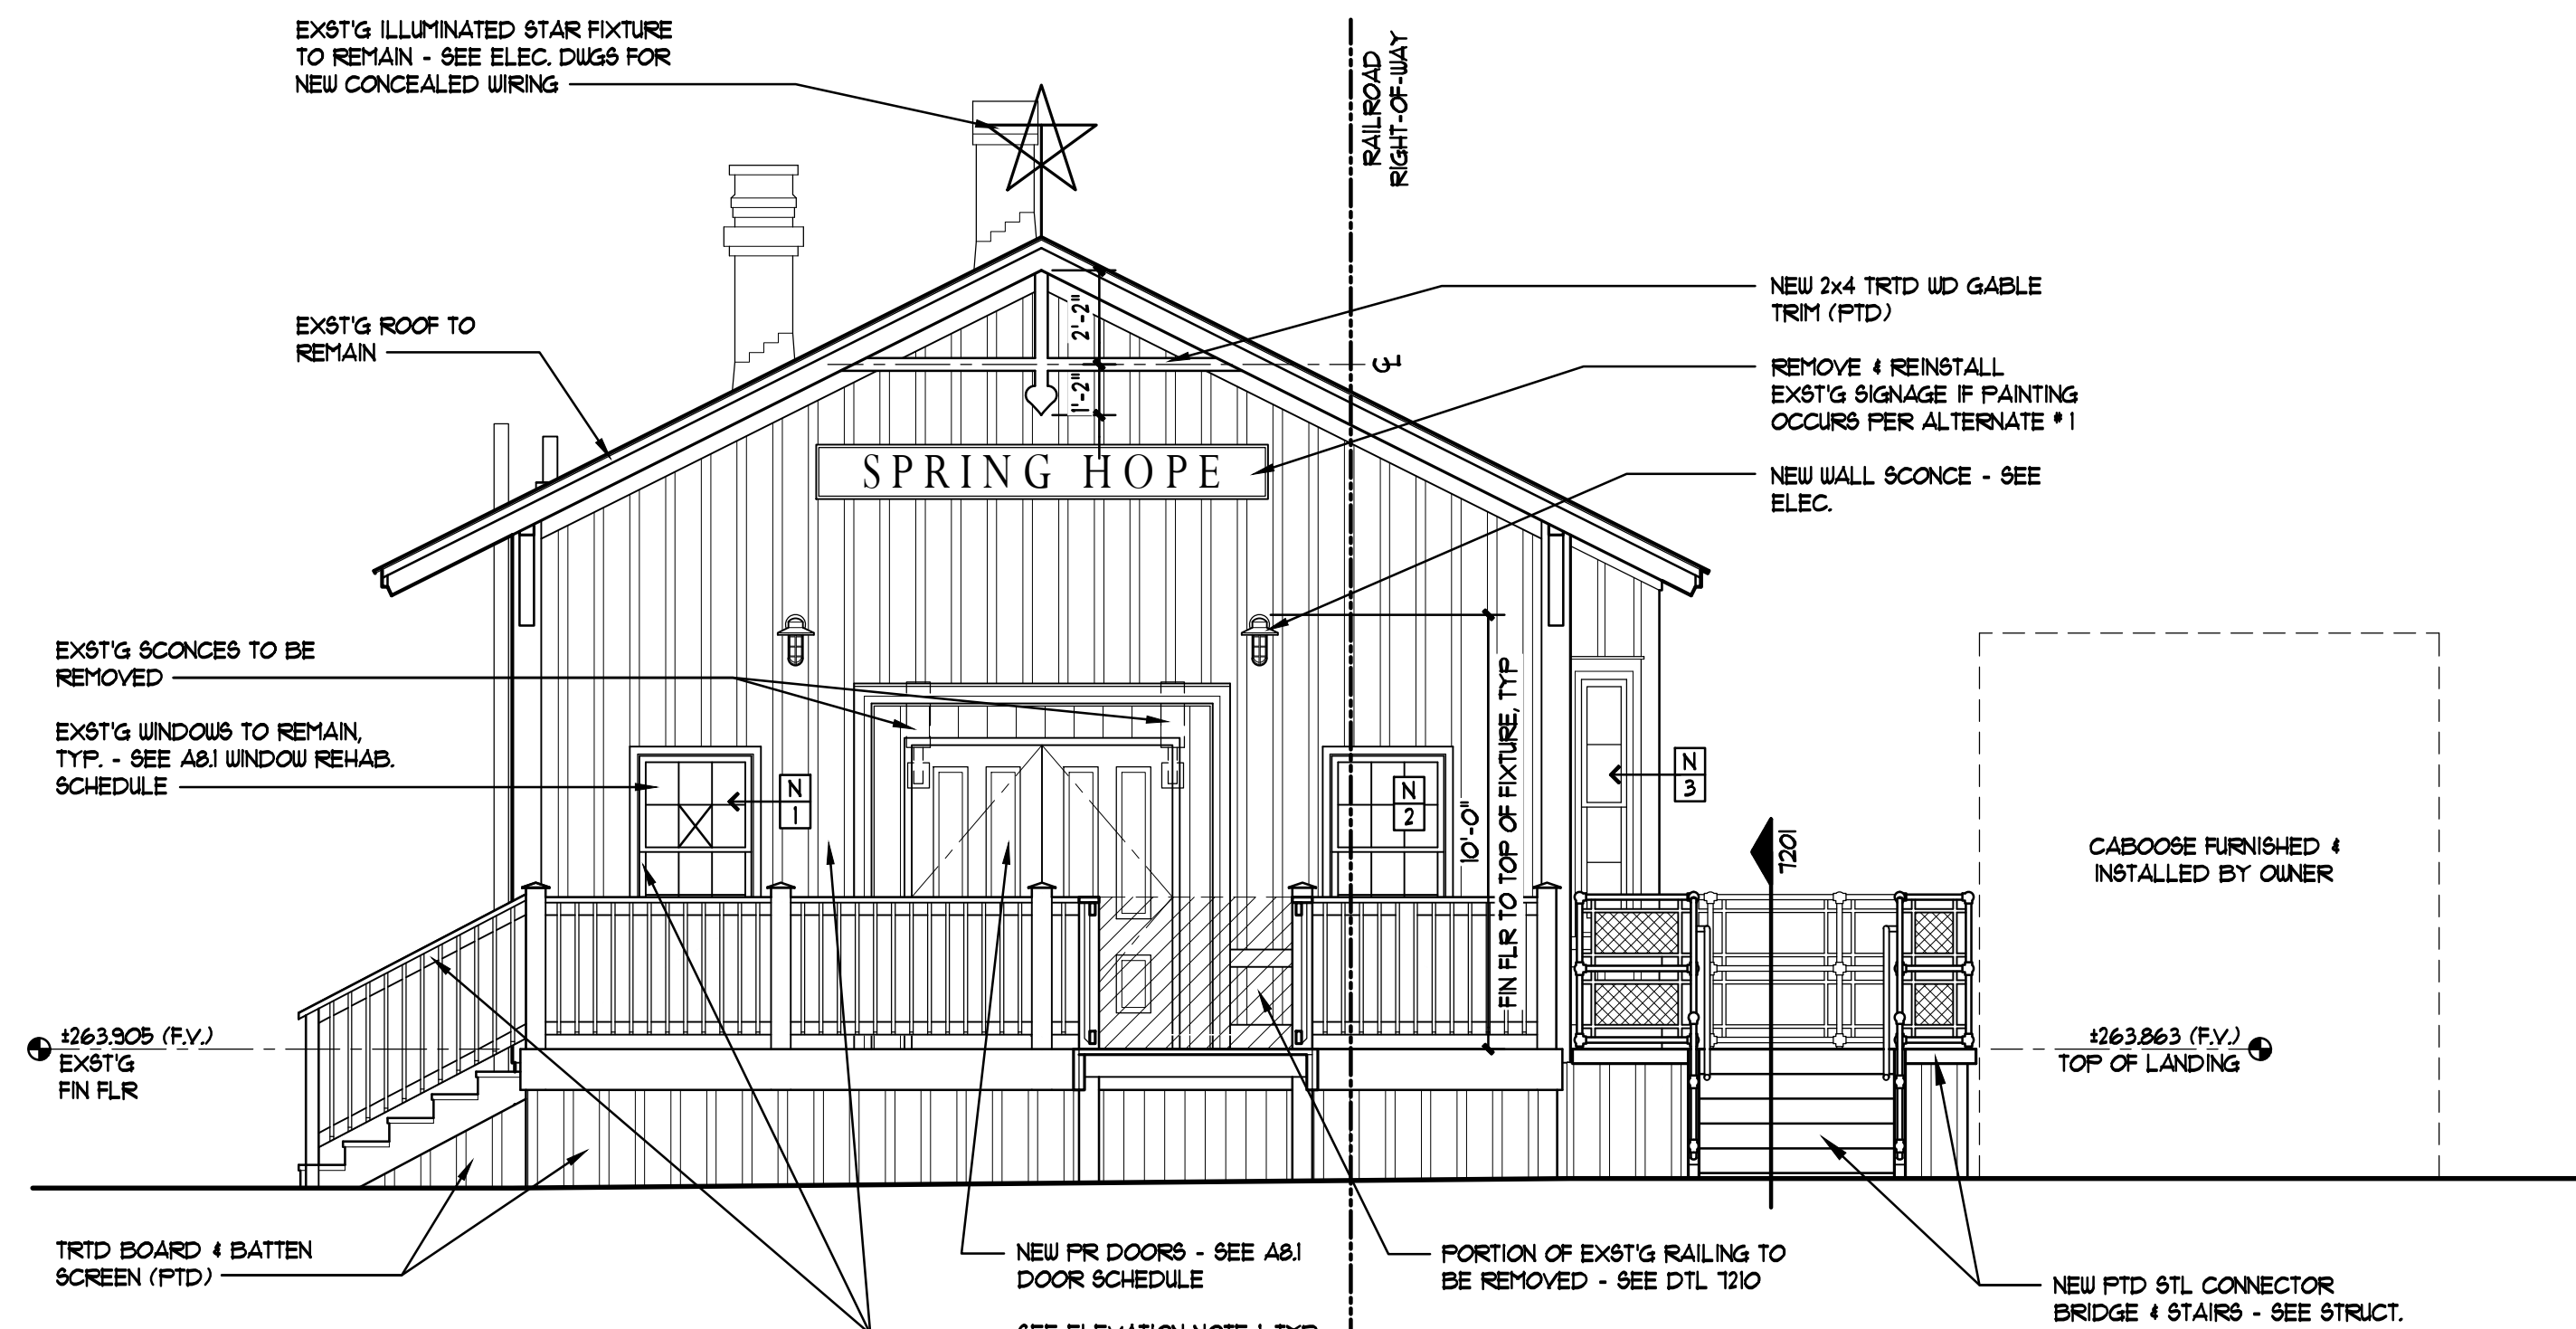 EXST'G ILLUMINATED STAR FIXTURE
TO REMAIN - SEE ELEC. DWGS FOR
NEW CONCEALED WIRING
RAILROAD
RIGHT-OF-WAY
EXST'G ROOF TO
REMAIN
2'-2"
1'-2"
CL
NEW 2x4 TRTD WD GABLE
TRIM (PTD)
REMOVE & REINSTALL
EXST'G SIGNAGE IF PAINTING
OCCURS PER ALTERNATE #1
NEW WALL SCONCE - SEE
ELEC.
SPRING HOPE
EXST'G SCONCES TO BE
REMOVED
EXST'G WINDOWS TO REMAIN,
TYP. - SEE A8.1 WINDOW REHAB.
SCHEDULE
N
1
N
2
N
3
10'-0"
FIN FLR TO TOP OF FIXTURE, TYP
7201
CABOOSE FURNISHED &
INSTALLED BY OWNER
±263.905 (F.V.)
EXST'G
FIN FLR
±263.863 (F.V.)
TOP OF LANDING
TRTD BOARD & BATTEN
SCREEN (PTD)
NEW PR DOORS - SEE A8.1
DOOR SCHEDULE
SEE ELEVATION NOTE 1, TYP
PORTION OF EXST'G RAILING TO
BE REMOVED - SEE DTL 7210
NEW PTD STL CONNECTOR
BRIDGE & STAIRS - SEE STRUCT.